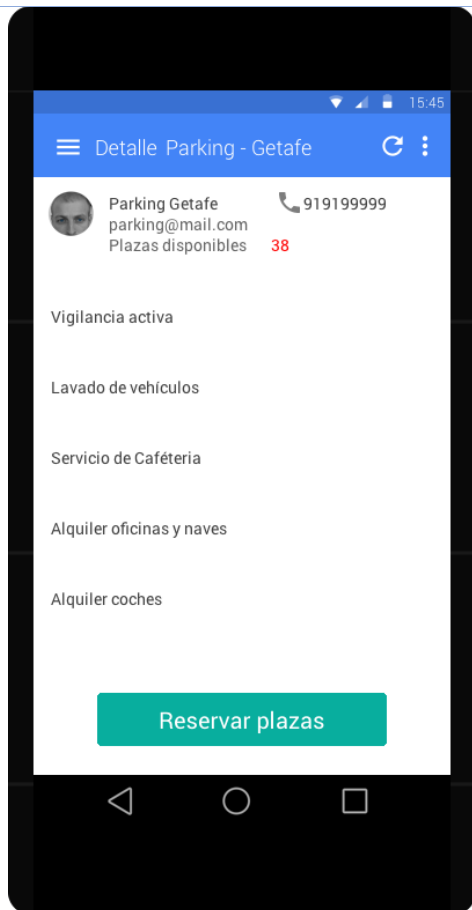 15:45
Detalle Parking - Getafe
Parking Getafe 919199999
parking@mail.com
Plazas disponibles 38
Vigilancia activa
Lavado de vehículos
Servicio de Caféteria
Alquiler oficinas y naves
Alquiler coches
Reservar plazas